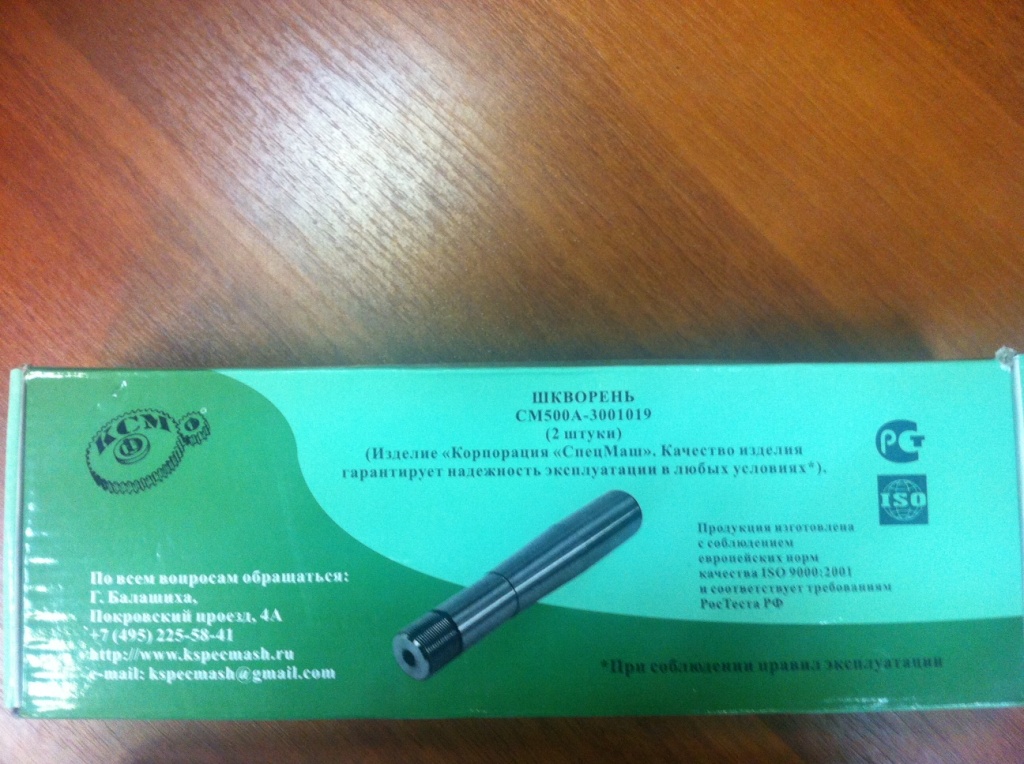 КСМ
ШКВОРЕНЬ
СМ500А-3001019
(2 штуки)
(Изделие «Корпорация «СпецМаш». Качество изделия
гарантирует надежность эксплуатации в любых условиях*).
РСТ
ISO
Продукция изготовлена
с соблюдением
европейских норм
качества ISO 9000:2001
и соответствует требованиям
РосТеста РФ
По всем вопросам обращаться:
Г. Балашиха,
Покровский проезд, 4А
+7 (495) 225-58-41
http://www.kspecmash.ru
e-mail: kspecmash@gmail.com
*При соблюдении правил эксплуатации